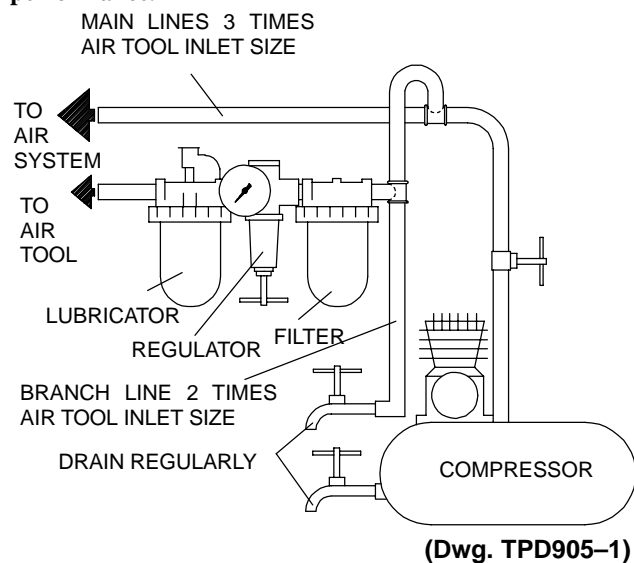 MAIN LINES 3 TIMES
AIR TOOL INLET SIZE
TO
AIR
SYSTEM
TO
AIR
TOOL
LUBRICATOR
REGULATOR
FILTER
BRANCH LINE 2 TIMES
AIR TOOL INLET SIZE
DRAIN REGULARLY
COMPRESSOR
(Dwg. TPD905–1)